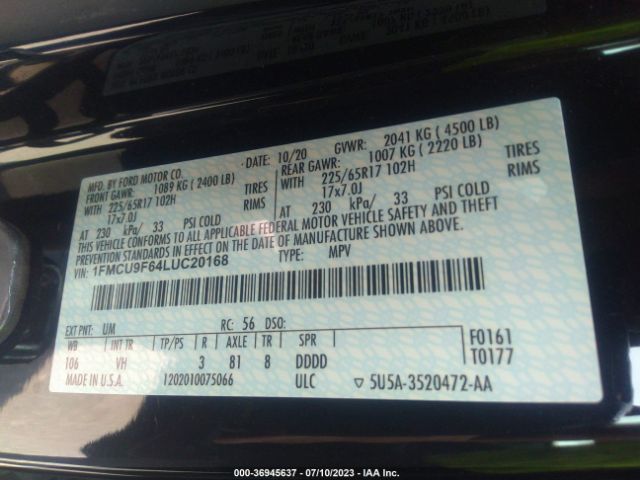 MFD. BY FORD MOTOR CO. DATE: 10/20 GVWR: 2041 KG ( 4500 LB)
FRONT GAWR: 1089 KG ( 2400 LB) REAR GAWR: 1007 KG ( 2220 LB)
WITH 225/65R17 102H TIRES WITH 225/65R17 102H TIRES
17x7.0J RIMS 17x7.0J RIMS
AT 230 kPa/ 33 PSI COLD AT 230 kPa/ 33 PSI COLD
THIS VEHICLE CONFORMS TO ALL APPLICABLE FEDERAL MOTOR VEHICLE SAFETY AND THEFT
PREVENTION STANDARDS IN EFFECT ON THE DATE OF MANUFACTURE SHOWN ABOVE.
VIN: 1FMCU9F64LUC20168 TYPE: MPV
EXT PNT: UM RC: 56 DSO:
WB INT TR TP/PS R AXLE TR SPR F0161
106 VH 3 81 8 DDDD T0177
MADE IN U.S.A. 1202010075066 ULC ▽ 5U5A-3520472-AA
000-36945637 - 07/10/2023 - IAA Inc.